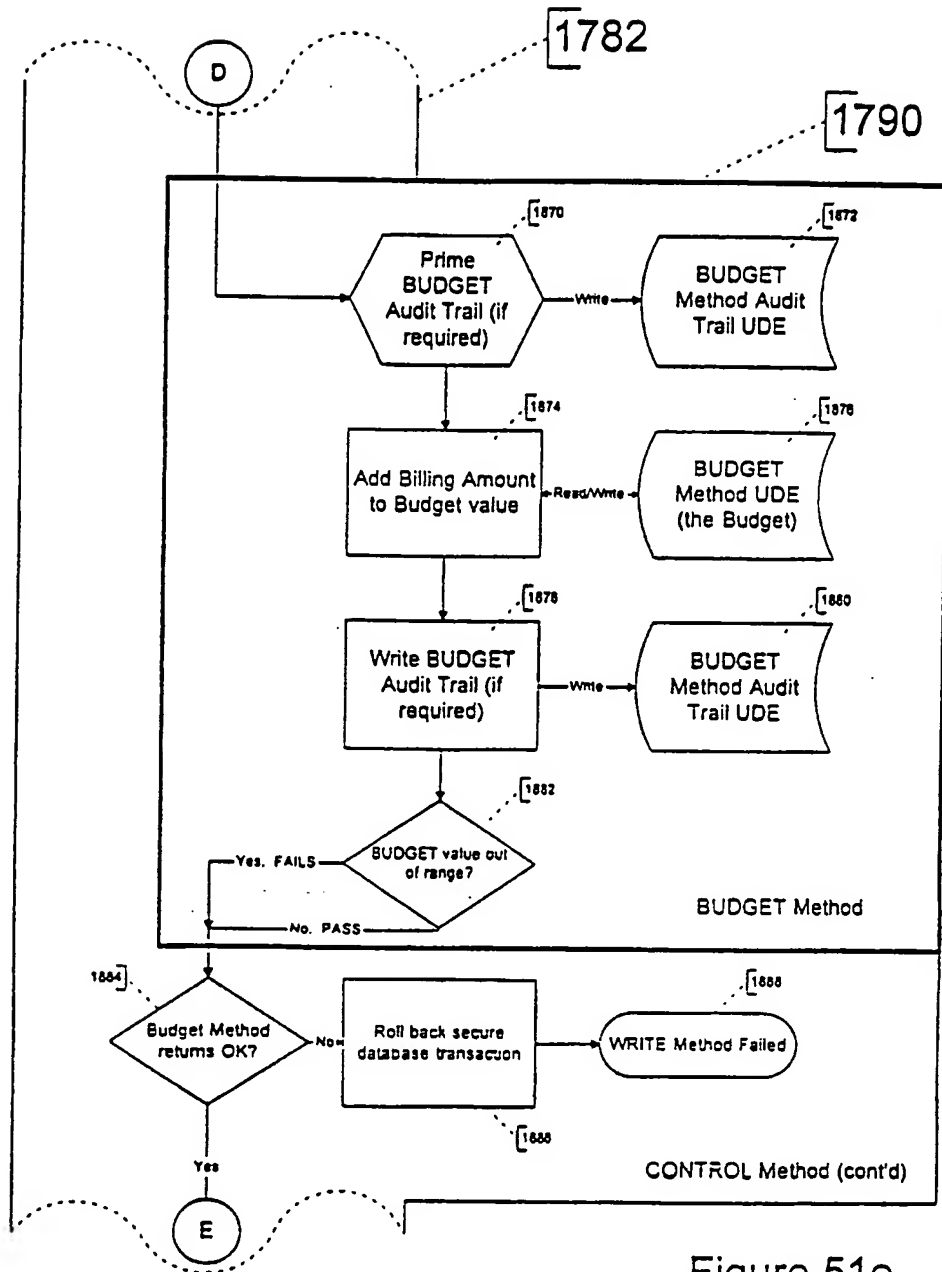 1782
D
1790
1870
Prime
BUDGET
Audit Trail (if
required)
Write
1872
BUDGET
Method Audit
Trail UDE
1874
Add Billing Amount
to Budget value
Read/Write
1876
BUDGET
Method UDE
(the Budget)
1878
Write BUDGET
Audit Trail (if
required)
Write
1880
BUDGET
Method Audit
Trail UDE
1882
BUDGET value out
of range?
Yes. FAILS
No. PASS
BUDGET Method
1884
Budget Method
returns OK?
No
Roll back secure
database transaction
1888
WRITE Method Failed
1886
Yes
CONTROL Method (cont'd)
E
Figure 51e